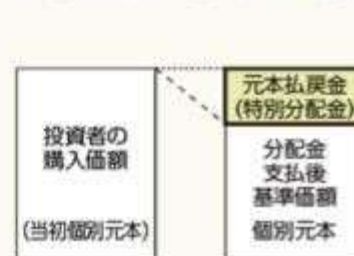 投資者の
購入価額
(当初個別元本)
元本払戻金
(特別分配金)
分配金
支払後
基準価額
個別元本